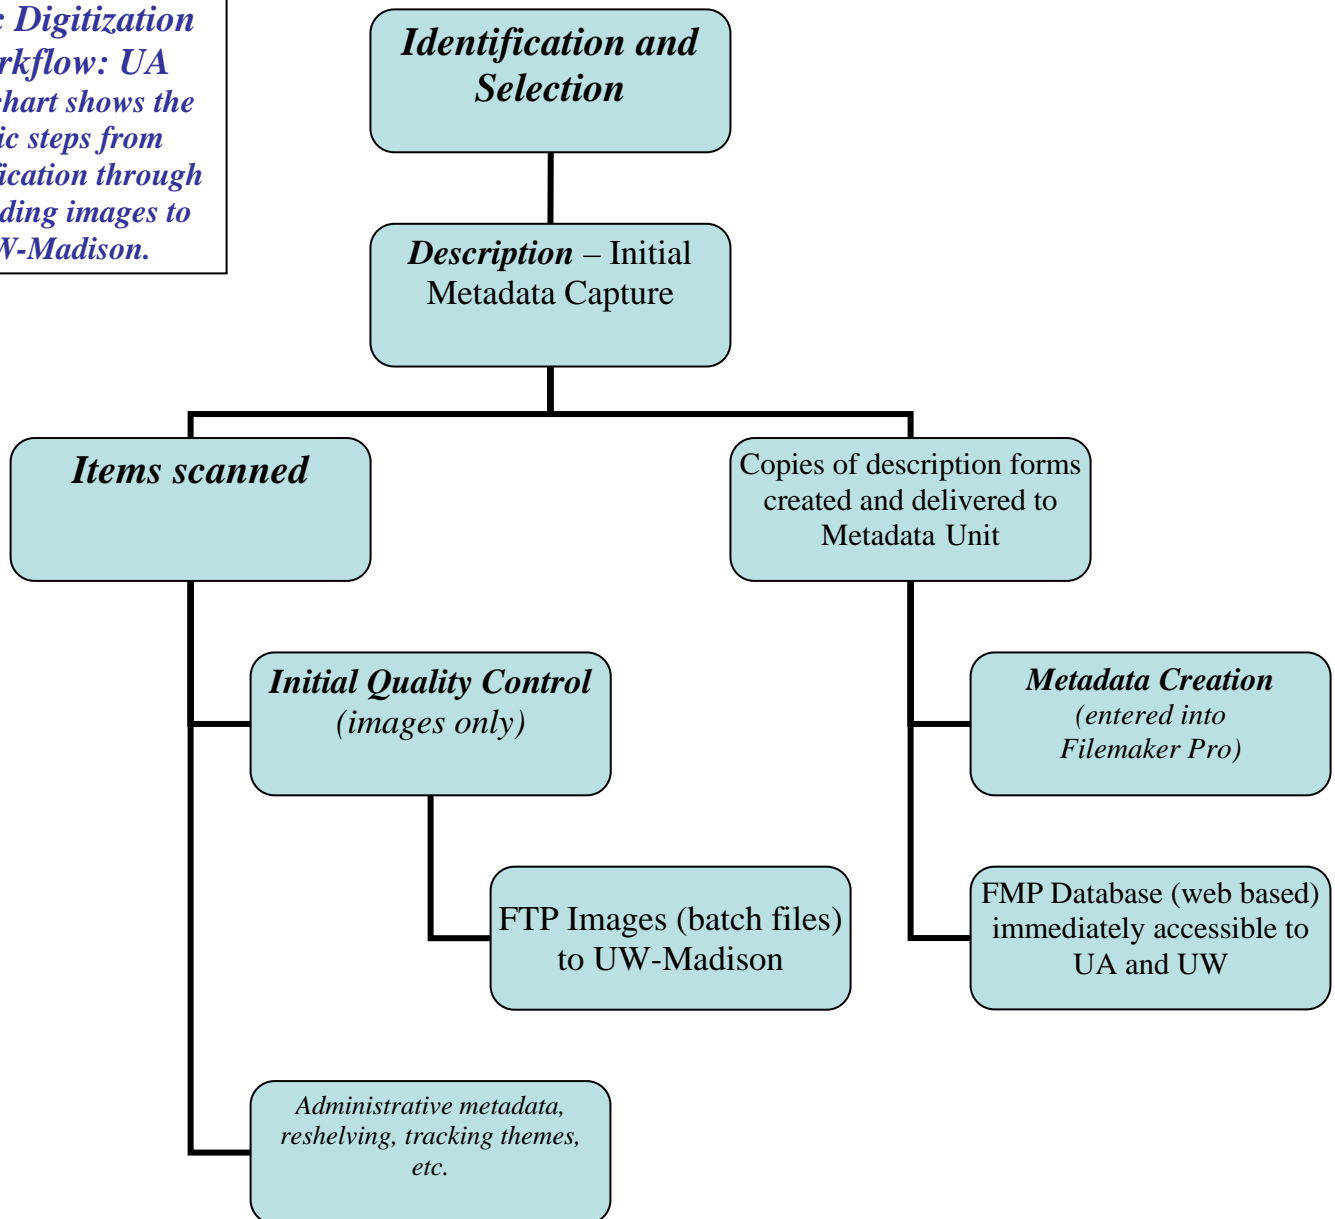 Digitization
rkflow: UA
chart shows the
ic steps from
fication through
ding images to
W-Madison.
Identification and
Selection
Description – Initial
Metadata Capture
Items scanned
Copies of description forms
created and delivered to
Metadata Unit
Initial Quality Control
(images only)
Metadata Creation
(entered into
Filemaker Pro)
FTP Images (batch files)
to UW-Madison
FMP Database (web based)
immediately accessible to
UA and UW
Administrative metadata,
reshelving, tracking themes,
etc.